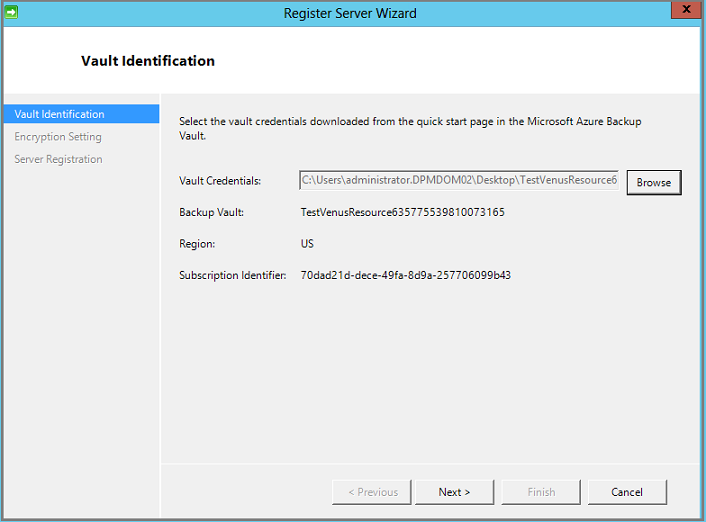 Register Server Wizard
X
Vault Identification
Vault Identification
Encryption Setting
Server Registration
Select the vault credentials downloaded from the quick start page in the Microsoft Azure Backup
Vault.
Vault Credentials: C:\Users\administrator.DPMDOM02\Desktop\TestVenusResource6 Browse
Backup Vault: TestVenusResource635775539810073165
Region: US
Subscription Identifier: 70dad21d-dece-49fa-8d9a-257706099b43
< Previous Next > Finish Cancel